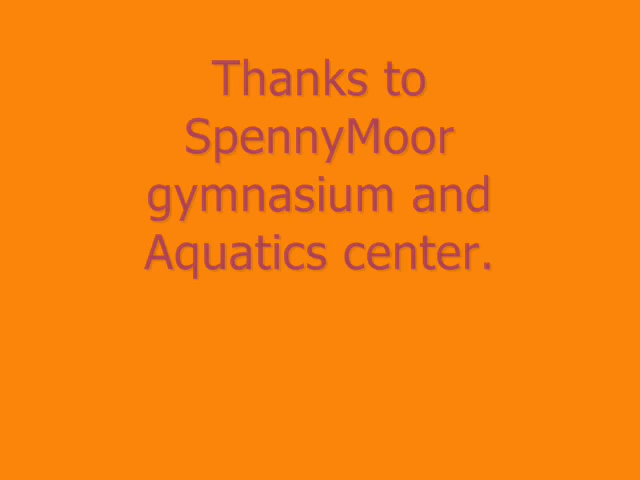 Thanks to
SpennyMoor
gymnasium and
Aquatics center.